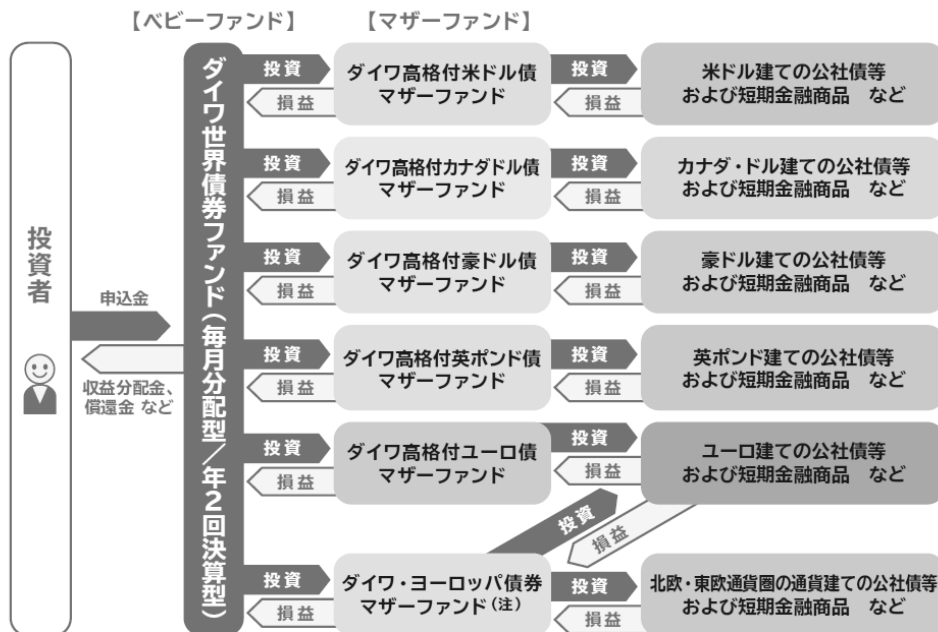 【ベビーファンド】
【マザーファンド】
投資者
申込金
収益分配金、
償還金 など
ダイワ世界債券ファンド（毎月分配型／年2回決算型）
投資
損益
ダイワ高格付米ドル債
マザーファンド
投資
損益
米ドル建ての公社債等
および短期金融商品　など
投資
損益
ダイワ高格付カナダドル債
マザーファンド
投資
損益
カナダ・ドル建ての公社債等
および短期金融商品　など
投資
損益
ダイワ高格付豪ドル債
マザーファンド
投資
損益
豪ドル建ての公社債等
および短期金融商品　など
投資
損益
ダイワ高格付英ポンド債
マザーファンド
投資
損益
英ポンド建ての公社債等
および短期金融商品　など
投資
損益
ダイワ高格付ユーロ債
マザーファンド
投資
損益
ユーロ建ての公社債等
および短期金融商品　など
投資
損益
投資
損益
ダイワ・ヨーロッパ債券
マザーファンド（注）
投資
損益
北欧・東欧通貨圏の通貨建ての公社債等
および短期金融商品　など